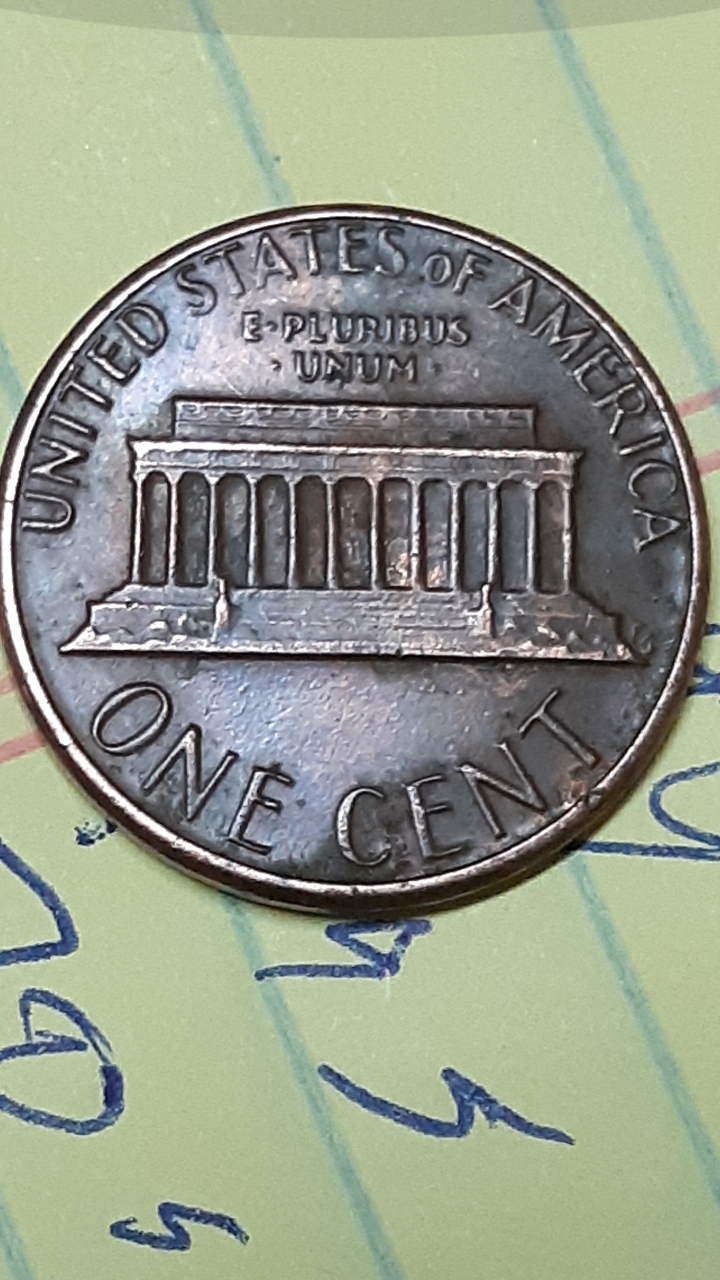 UNITED STATES OF AMERICA
E·PLURIBUS
·UNUM·
ONE CENT